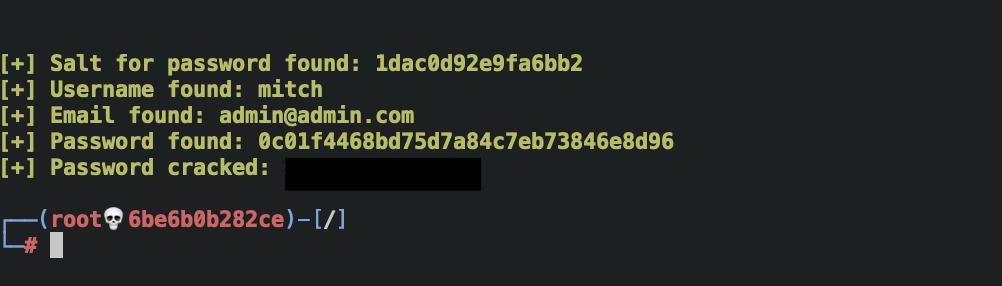 [+] Salt for password found: 1dac0d92e9fa6bb2
[+] Username found: mitch
[+] Email found: admin@admin.com
[+] Password found: 0c01f4468bd75d7a84c7eb73846e8d96
[+] Password cracked:
┌──(root💀6be6b0b282ce)-[/]
└─#